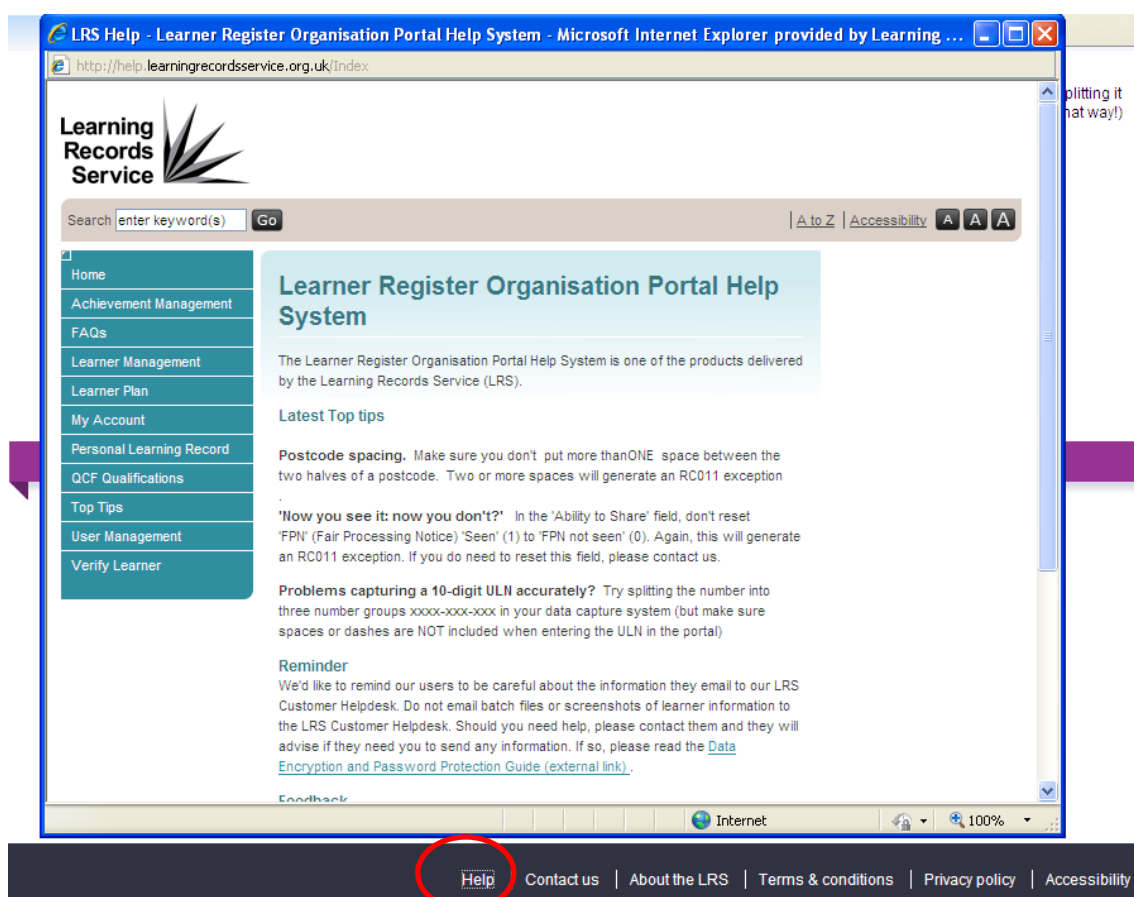 LRS Help - Learner Register Organisation Portal Help System - Microsoft Internet Explorer provided by Learning ...
http://help.learningrecordsservice.org.uk/Index
plitting it
hat way!)
Learning
Records
Service
Search enter keyword(s) Go
A to Z | Accessibility A A A
Home
Achievement Management
FAQs
Learner Management
Learner Plan
My Account
Personal Learning Record
QCF Qualifications
Top Tips
User Management
Verify Learner
Learner Register Organisation Portal Help
System
The Learner Register Organisation Portal Help System is one of the products delivered
by the Learning Records Service (LRS).
Latest Top tips
Postcode spacing. Make sure you don't put more thanONE space between the
two halves of a postcode. Two or more spaces will generate an RC011 exception
.
'Now you see it: now you don't?' In the 'Ability to Share' field, don't reset
'FPN' (Fair Processing Notice) 'Seen' (1) to 'FPN not seen' (0). Again, this will generate
an RC011 exception. If you do need to reset this field, please contact us.
Problems capturing a 10-digit ULN accurately? Try splitting the number into
three number groups xxxx-xxx-xxx in your data capture system (but make sure
spaces or dashes are NOT included when entering the ULN in the portal)
Reminder
We'd like to remind our users to be careful about the information they email to our LRS
Customer Helpdesk. Do not email batch files or screenshots of learner information to
the LRS Customer Helpdesk. Should you need help, please contact them and they will
advise if they need you to send any information. If so, please read the Data
Encryption and Password Protection Guide (external link) .
Feedback
Internet
100%
Help Contact us | About the LRS | Terms & conditions | Privacy policy | Accessibility